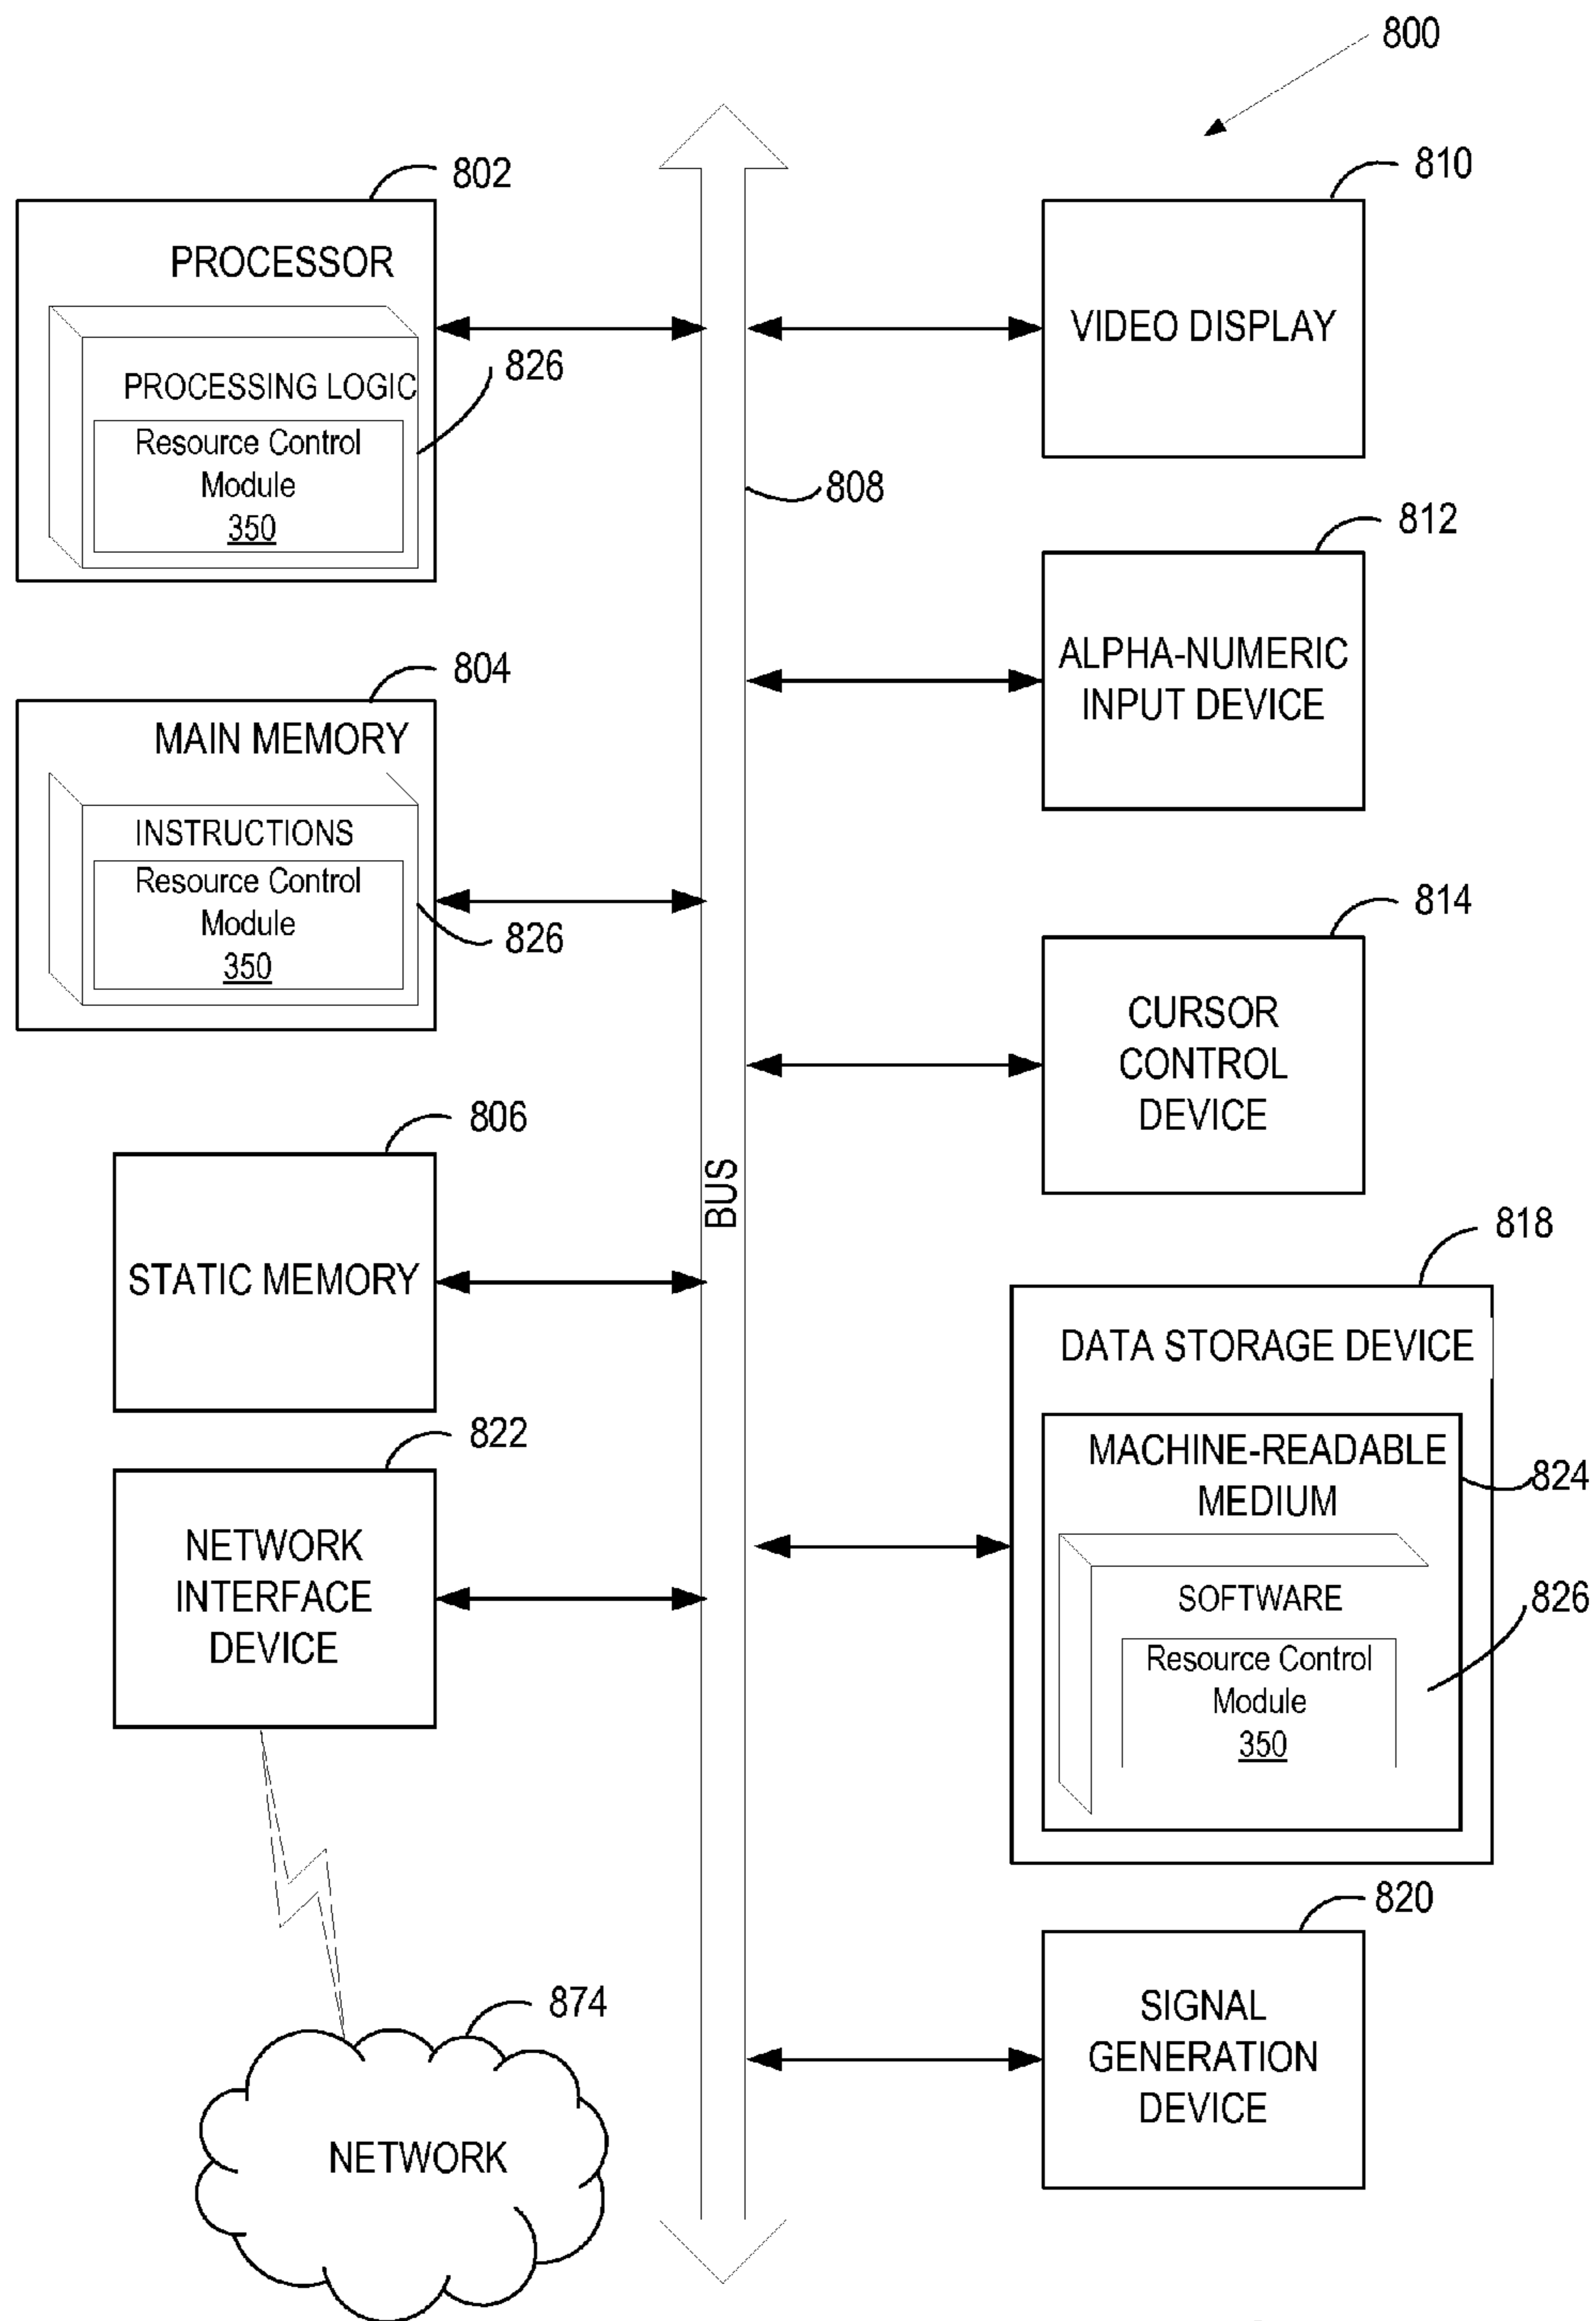 800
802
PROCESSOR
PROCESSING LOGIC
826
Resource Control
Module
350
804
MAIN MEMORY
INSTRUCTIONS
Resource Control
Module
350
826
806
STATIC MEMORY
822
NETWORK
INTERFACE
DEVICE
874
NETWORK
808
BUS
810
VIDEO DISPLAY
812
ALPHA-NUMERIC
INPUT DEVICE
814
CURSOR
CONTROL
DEVICE
818
DATA STORAGE DEVICE
MACHINE-READABLE
MEDIUM
824
SOFTWARE
826
Resource Control
Module
350
820
SIGNAL
GENERATION
DEVICE